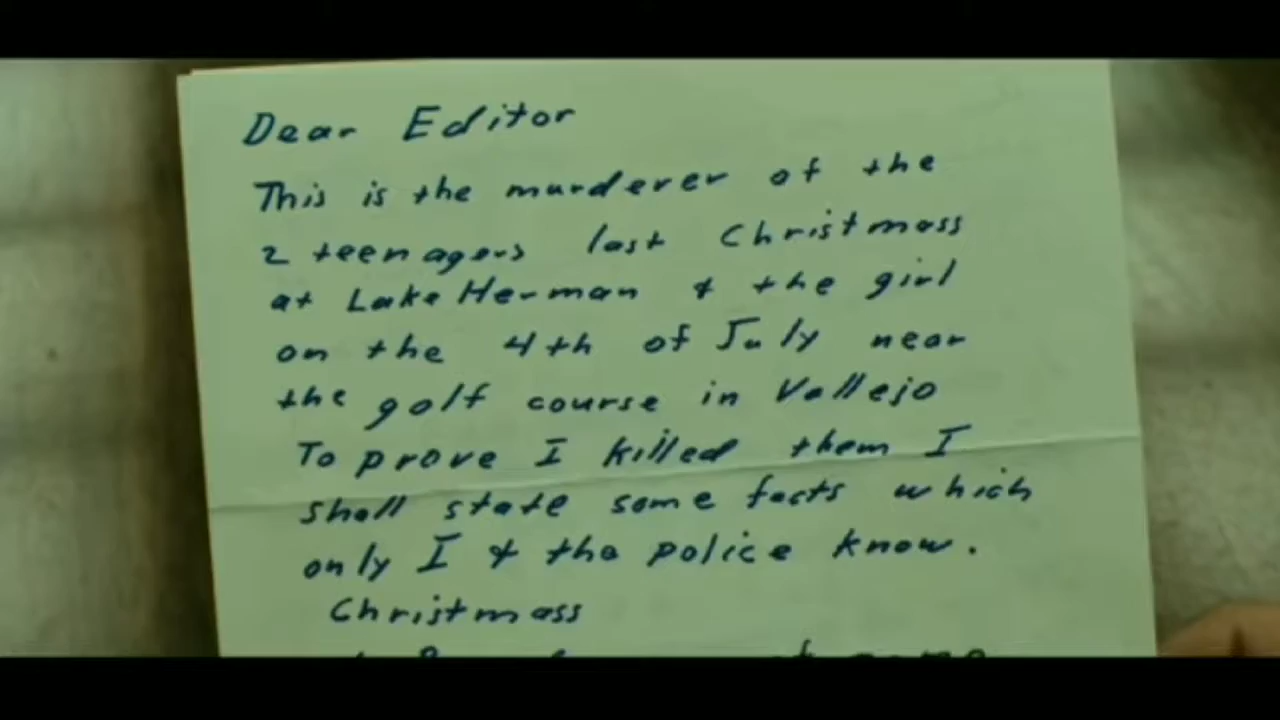 Dear Editor
This is the murderer of the
2 teenagers last Christmass
at Lake Herman & the girl
on the 4th of July near
the golf course in Vallejo
To prove I killed them I
shall state some facts which
only I & the police know.
Christmass